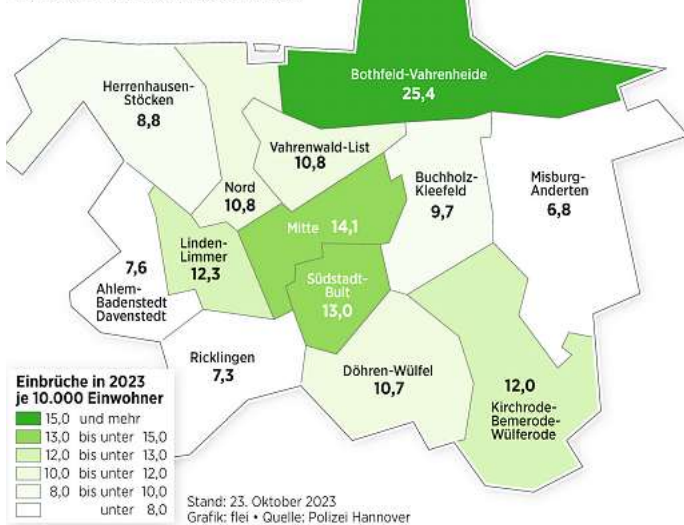 Bothfeld-Vahrenheide
25,4
Herrenhausen-
Stöcken
8,8
Vahrenwald-List
10,8
Nord
10,8
Buchholz-
Kleefeld
9,7
Misburg-
Anderten
6,8
Mitte 14,1
Linden-
Limmer
12,3
7,6
Ahlem-
Badenstedt
Davenstedt
Südstadt-
Bult
13,0
Ricklingen
7,3
Döhren-Wülfel
10,7
12,0
Kirchrode-
Bemerode-
Wülferode
Einbrüche in 2023
je 10.000 Einwohner
15,0 und mehr
13,0 bis unter 15,0
12,0 bis unter 13,0
10,0 bis unter 12,0
8,0 bis unter 10,0
unter 8,0
Stand: 23. Oktober 2023
Grafik: flei • Quelle: Polizei Hannover